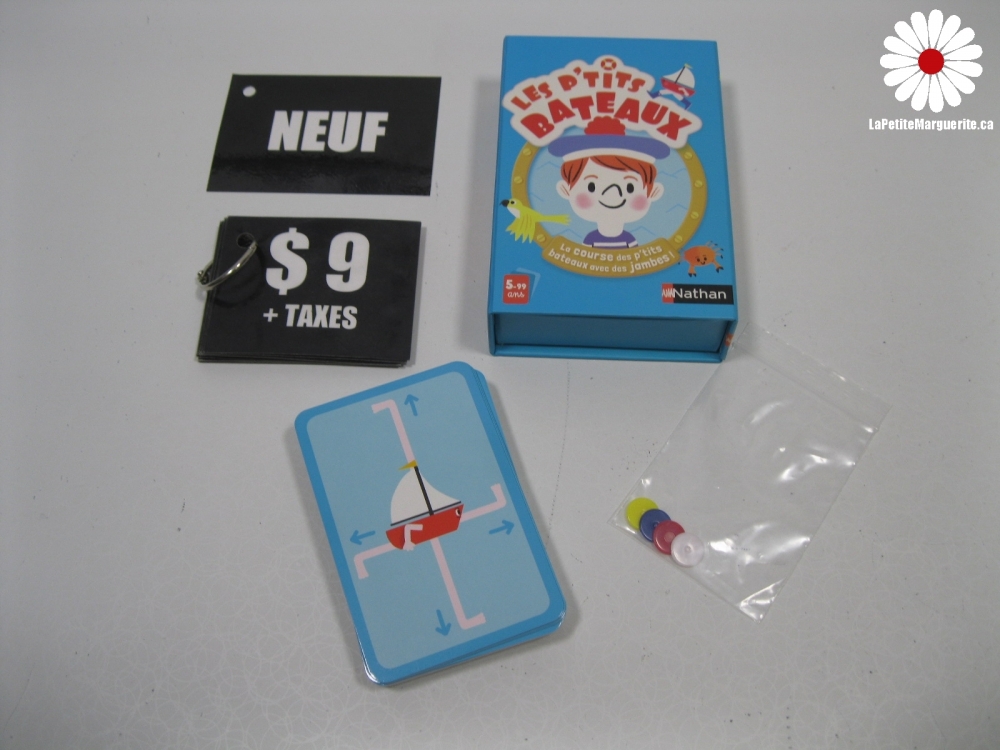 NEUF
$ 9
+ TAXES
LES P'TITS
BATEAUX
La course des p'tits
bateaux avec des jambes !
5-99
ans
Nathan
LaPetiteMarguerite.ca